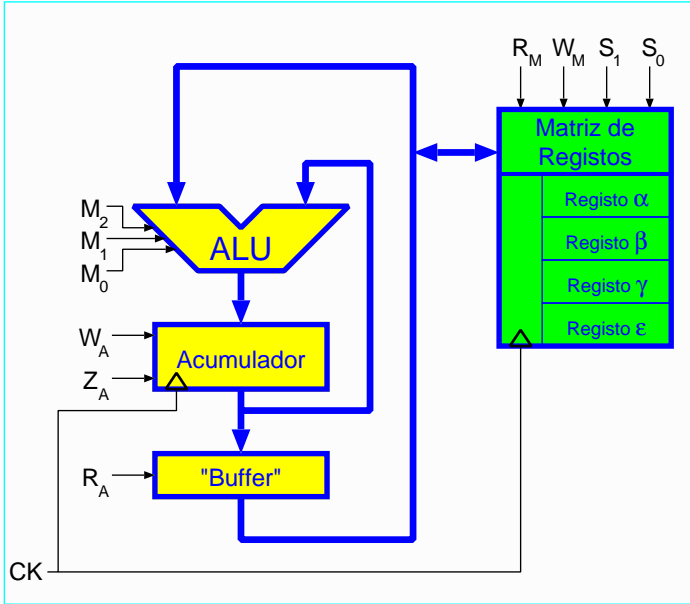 R_M W_M S_1 S_0
Matriz de
Registos
Registo α
Registo β
Registo γ
Registo ε
M_2
M_1
M_0
ALU
W_A
Z_A
Acumulador
R_A
"Buffer"
CK